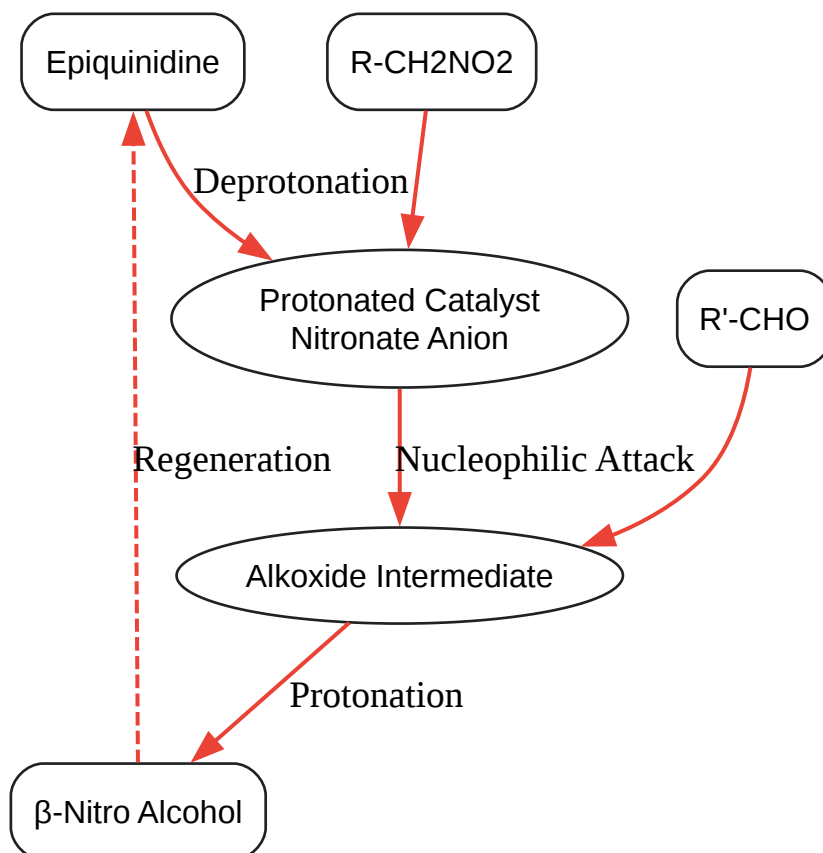 Epiquinidine
R-CH2NO2
Deprotonation
Protonated Catalyst
Nitronate Anion
R'-CHO
Regeneration
Nucleophilic Attack
Alkoxide Intermediate
Protonation
β-Nitro Alcohol